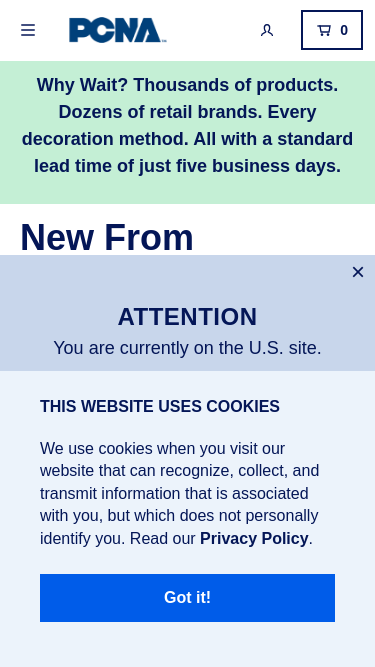 PCNA
0
Why Wait? Thousands of products.
Dozens of retail brands. Every
decoration method. All with a standard
lead time of just five business days.
New From
ATTENTION
You are currently on the U.S. site.
THIS WEBSITE USES COOKIES
We use cookies when you visit our
website that can recognize, collect, and
transmit information that is associated
with you, but which does not personally
identify you. Read our Privacy Policy.
Got it!